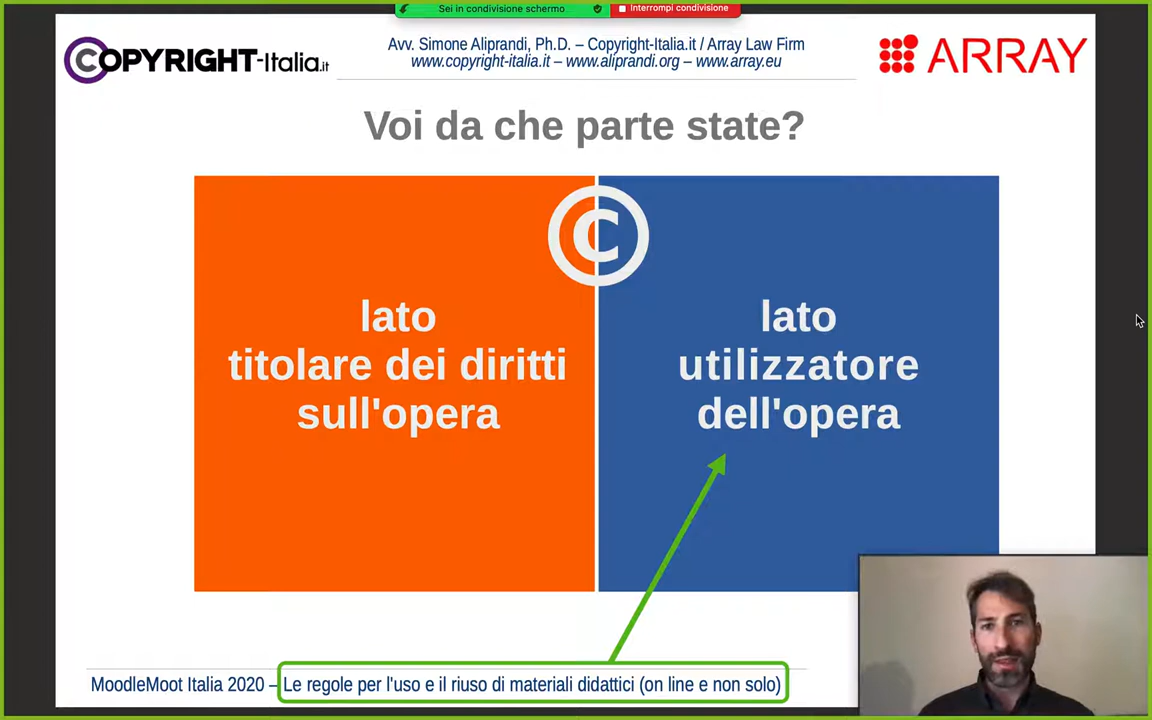 Sei in condivisione schermo
Interrompi condivisione
COPYRIGHT-Italia.it
Avv. Simone Aliprandi, Ph.D. – Copyright-Italia.it / Array Law Firm
www.copyright-italia.it – www.aliprandi.org – www.array.eu
ARRAY
Voi da che parte state?
©
lato
titolare dei diritti
sull'opera
lato
utilizzatore
dell'opera
MoodleMoot Italia 2020 – Le regole per l'uso e il riuso di materiali didattici (on line e non solo)